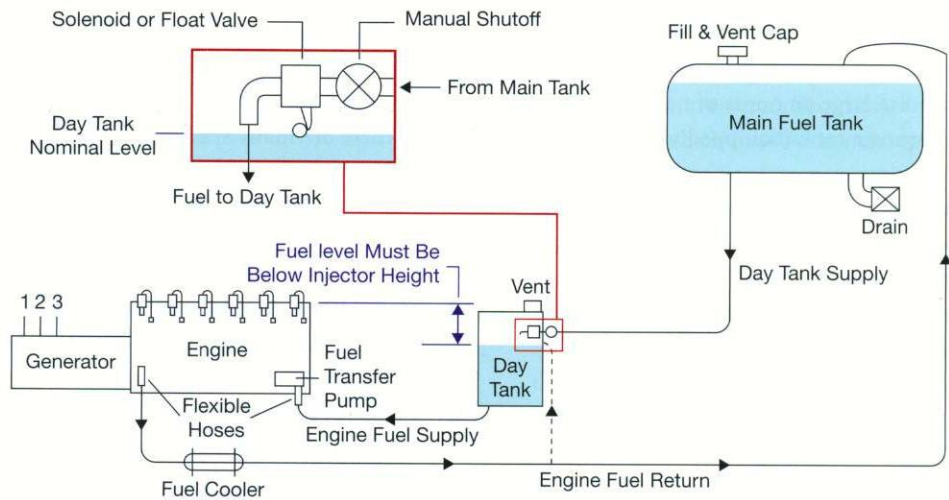 Solenoid or Float Valve
Manual Shutoff
Fill & Vent Cap
From Main Tank
Main Fuel Tank
Day Tank
Nominal Level
Fuel to Day Tank
Drain
Fuel level Must Be
Below Injector Height
Day Tank Supply
Vent
1 2 3
Engine
Generator
Fuel
Transfer
Pump
Day
Tank
Flexible
Hoses
Engine Fuel Supply
Engine Fuel Return
Fuel Cooler